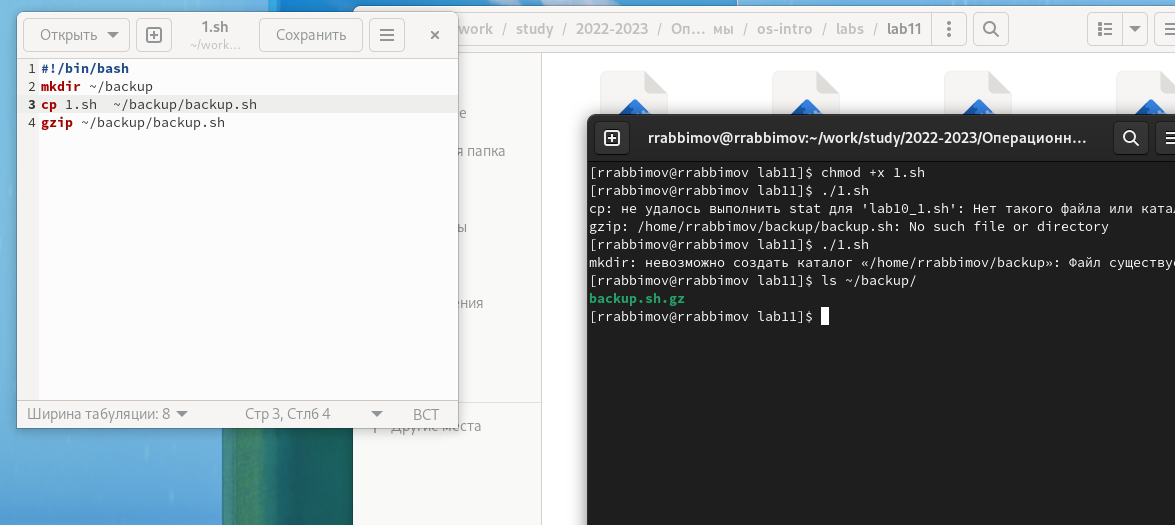 Открыть
1.sh
~/work…
Сохранить
1 #!/bin/bash
2 mkdir ~/backup
3 cp 1.sh  ~/backup/backup.sh
4 gzip ~/backup/backup.sh
Ширина табуляции: 8
Стр 3, Стлб 4
ВСТ
work / study / 2022-2023 / Оп… мы / os-intro / labs / lab11
папка
Другие места
rrabbimov@rrabbimov:~/work/study/2022-2023/Операционн…
[rrabbimov@rrabbimov lab11]$ chmod +x 1.sh
[rrabbimov@rrabbimov lab11]$ ./1.sh
cp: не удалось выполнить stat для 'lab10_1.sh': Нет такого файла или ката
gzip: /home/rrabbimov/backup/backup.sh: No such file or directory
[rrabbimov@rrabbimov lab11]$ ./1.sh
mkdir: невозможно создать каталог «/home/rrabbimov/backup»: Файл существу
[rrabbimov@rrabbimov lab11]$ ls ~/backup/
backup.sh.gz
[rrabbimov@rrabbimov lab11]$